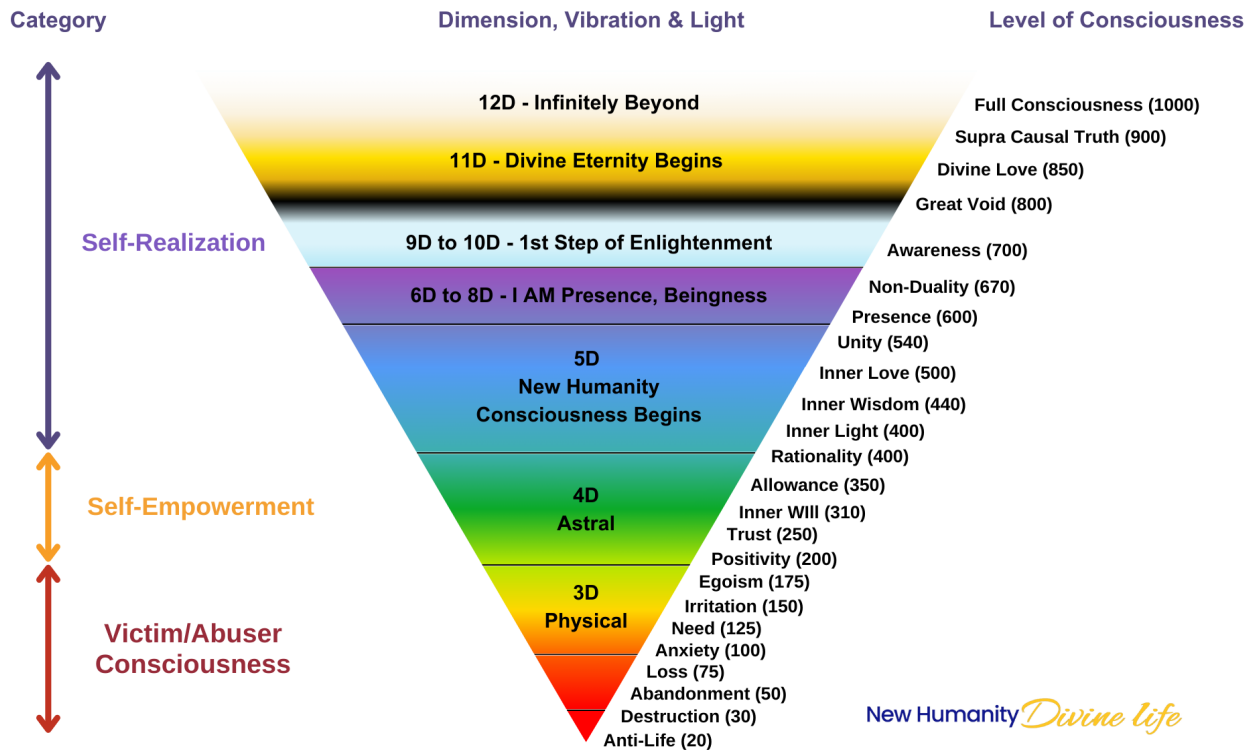 Category
Dimension, Vibration & Light
Level of Consciousness
12D - Infinitely Beyond
11D - Divine Eternity Begins
9D to 10D - 1st Step of Enlightenment
6D to 8D - I AM Presence, Beingness
5D
New Humanity
Consciousness Begins
4D
Astral
3D
Physical
Self-Realization
Self-Empowerment
Victim/Abuser
Consciousness
Full Consciousness (1000)
Supra Causal Truth (900)
Divine Love (850)
Great Void (800)
Awareness (700)
Non-Duality (670)
Presence (600)
Unity (540)
Inner Love (500)
Inner Wisdom (440)
Inner Light (400)
Rationality (400)
Allowance (350)
Inner WIll (310)
Trust (250)
Positivity (200)
Egoism (175)
Irritation (150)
Need (125)
Anxiety (100)
Loss (75)
Abandonment (50)
Destruction (30)
Anti-Life (20)
New Humanity Divine life